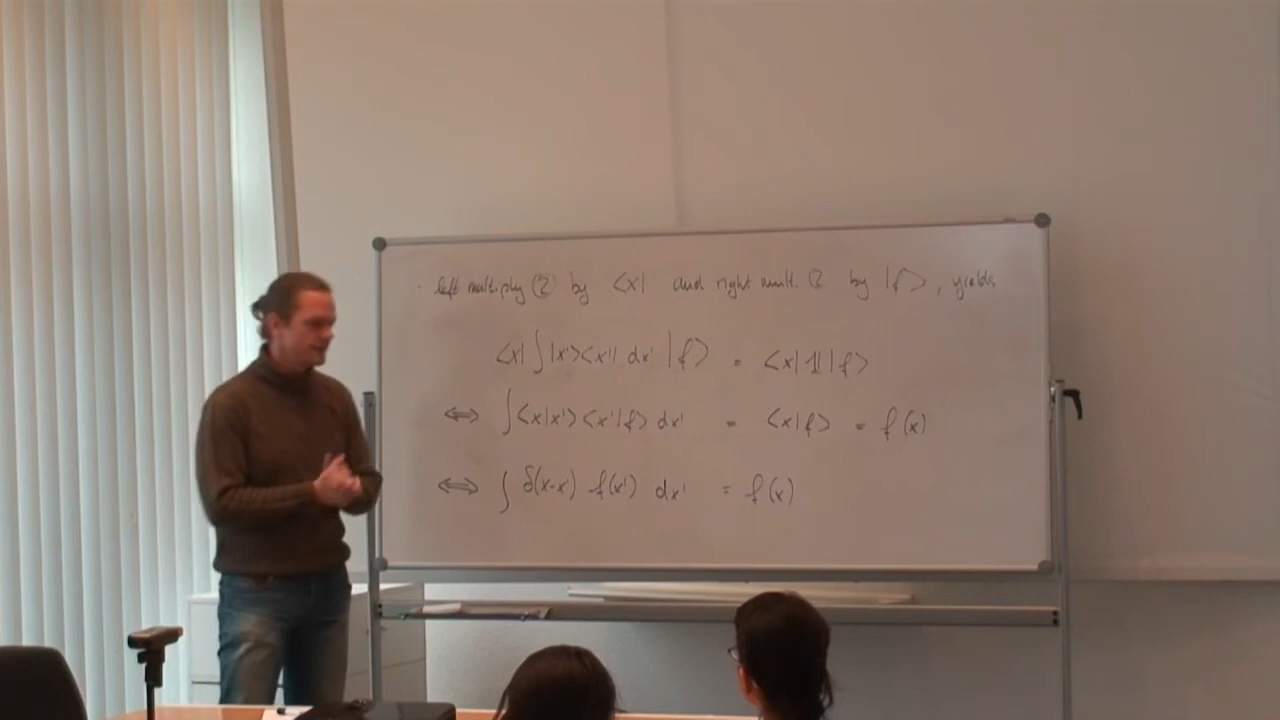 · left multiply ② by <x| and right mult. ② by |f>, yields
<x| ∫ |x'><x'| dx' |f> = <x|𝟙|f>
⇔ ∫ <x|x'> <x'|f> dx' = <x|f> = f(x)
⇔ ∫ δ(x-x') f(x') dx' = f(x)